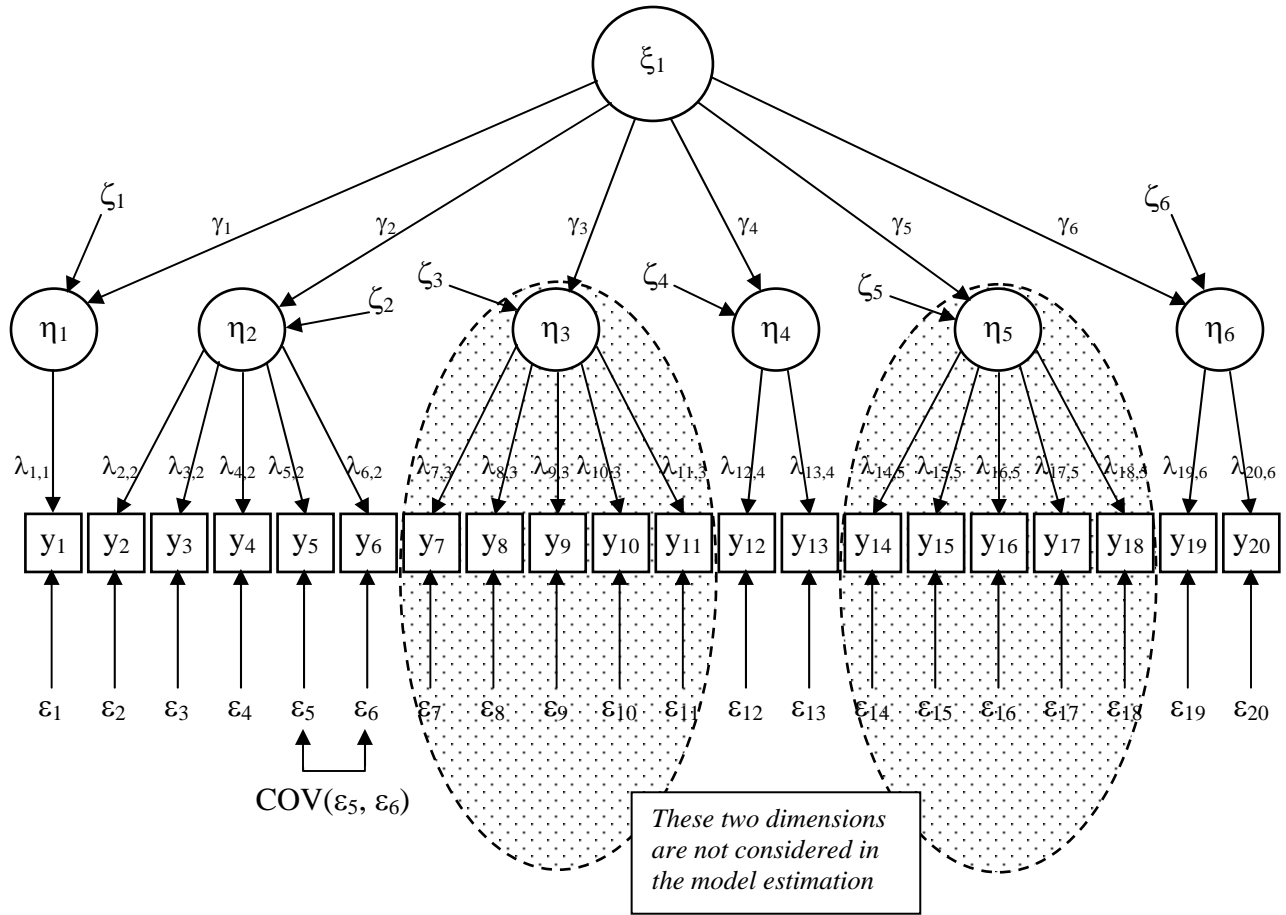 ξ1
ζ1 γ1 γ2 γ3 γ4 γ5 γ6 ζ6
ζ2 ζ3 ζ4 ζ5
η1 η2 η3 η4 η5 η6
λ1,1 λ2,2 λ3,2 λ4,2 λ5,2 λ6,2 λ7,3 λ8,3 λ9,3 λ10,3 λ11,3 λ12,4 λ13,4 λ14,5 λ15,5 λ16,5 λ17,5 λ18,5 λ19,6 λ20,6
y1 y2 y3 y4 y5 y6 y7 y8 y9 y10 y11 y12 y13 y14 y15 y16 y17 y18 y19 y20
ε1 ε2 ε3 ε4 ε5 ε6 ε7 ε8 ε9 ε10 ε11 ε12 ε13 ε14 ε15 ε16 ε17 ε18 ε19 ε20
COV(ε5, ε6)
These two dimensions
are not considered in
the model estimation